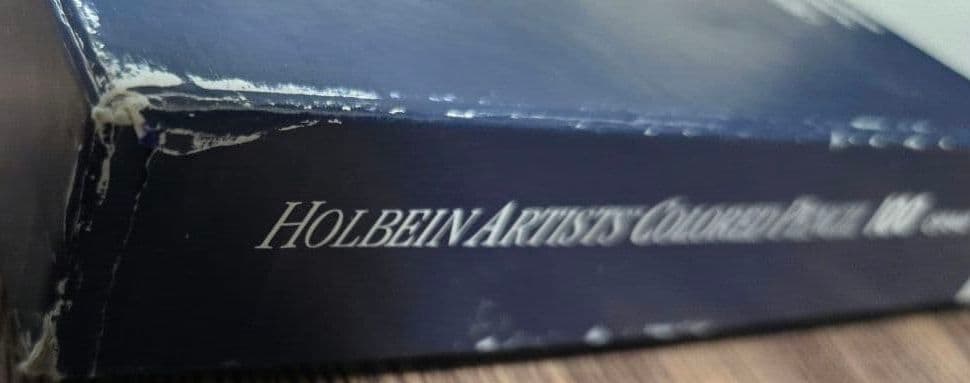 HOLBEIN ARTISTS' COLORED PENCIL 100